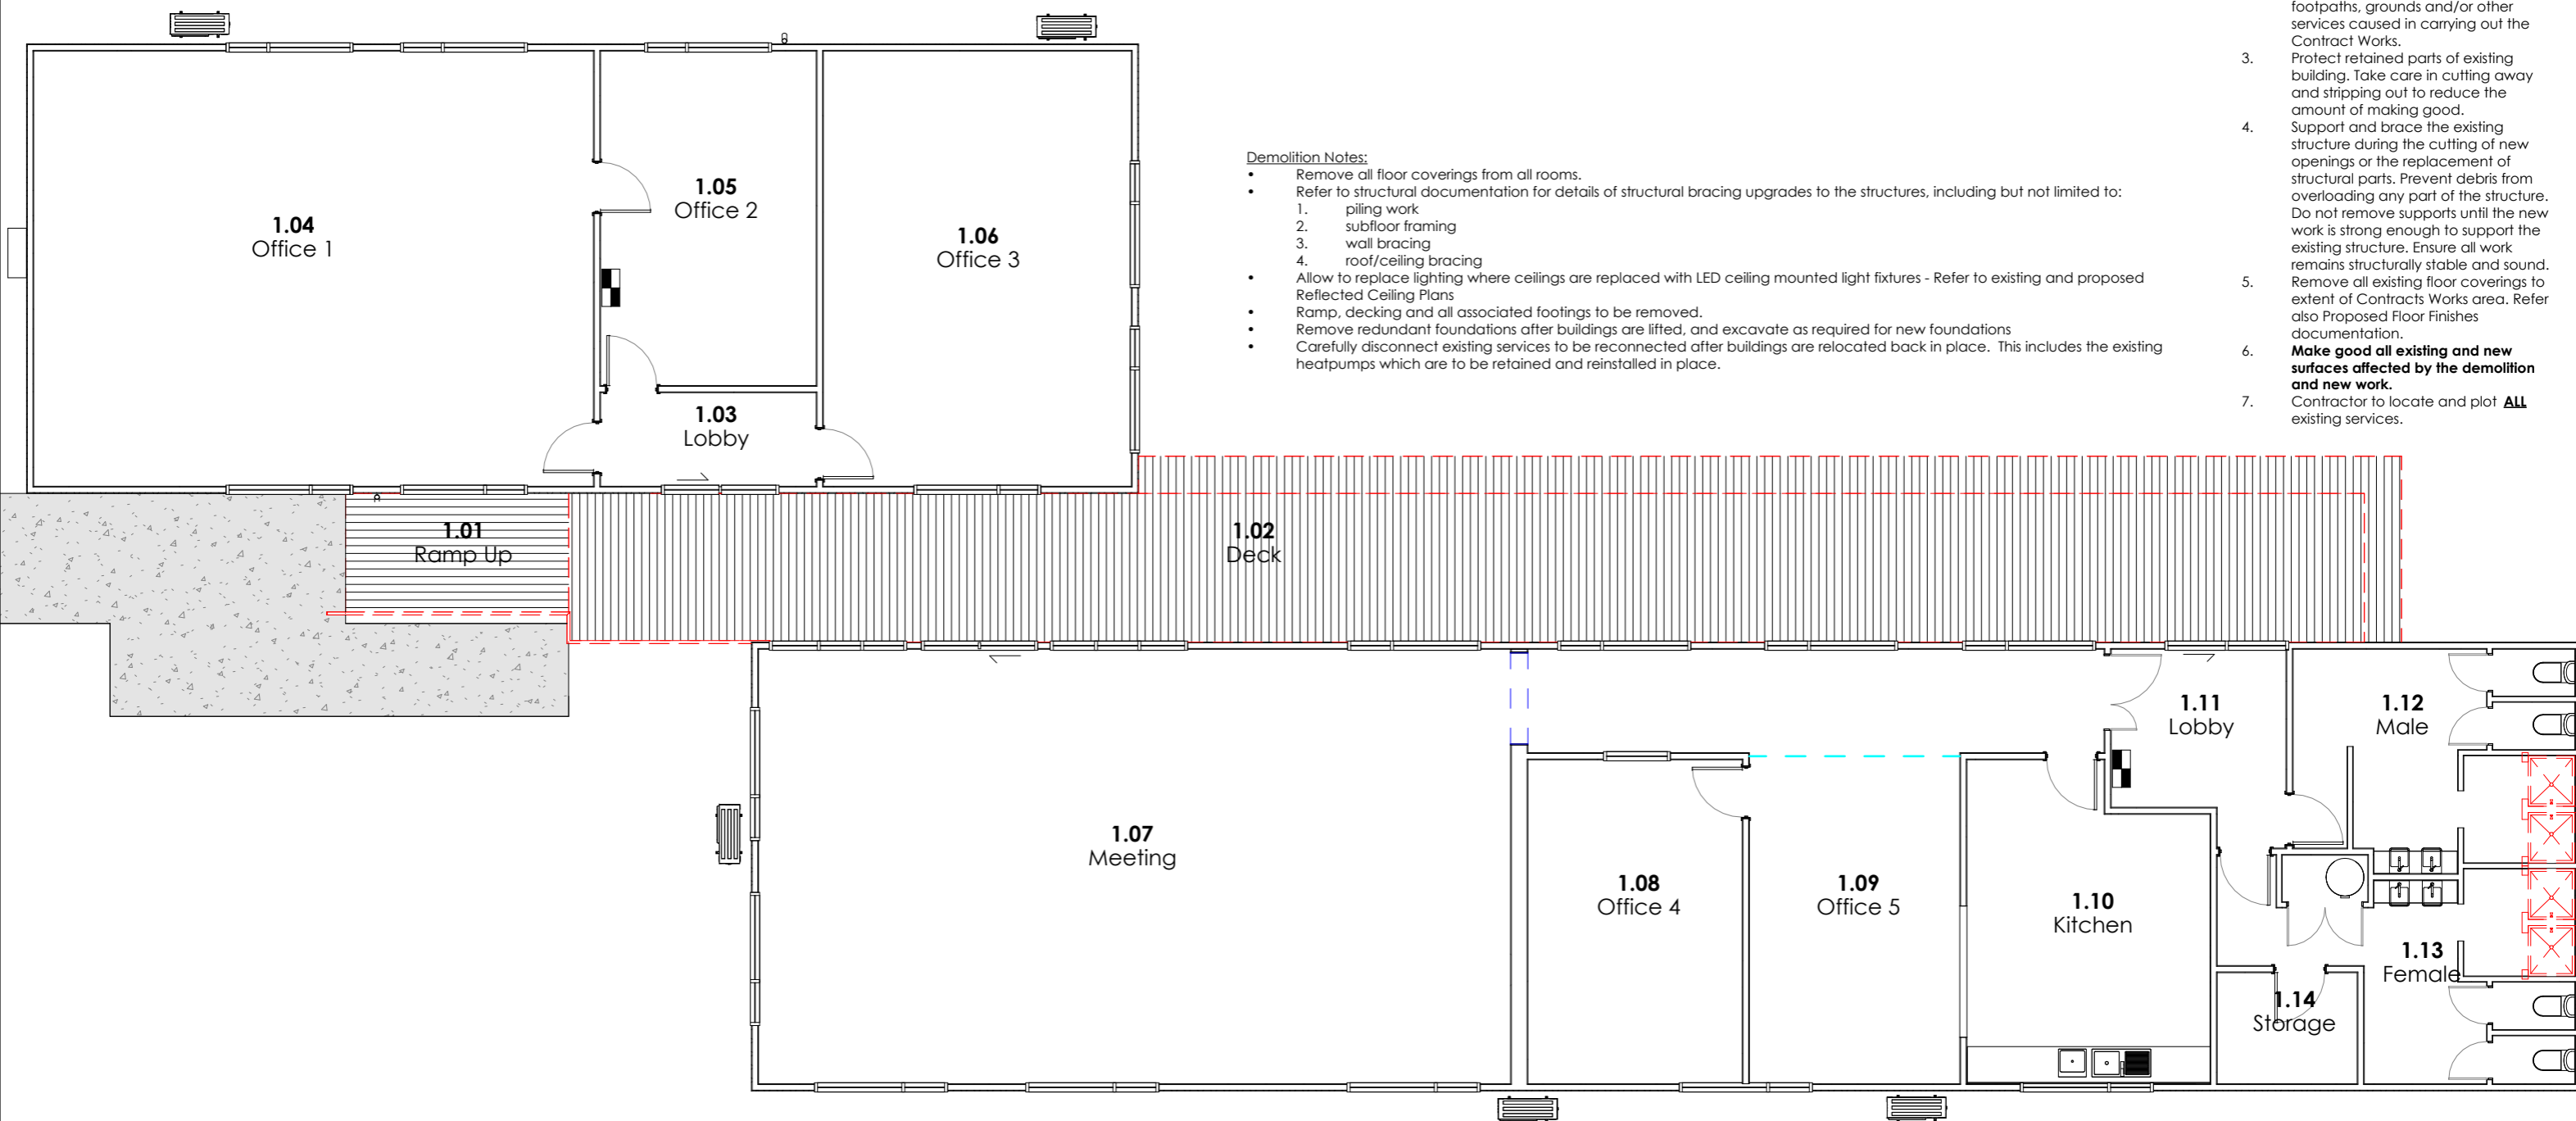 footpaths, grounds and/or other
services caused in carrying out the
Contract Works.
3. Protect retained parts of existing
building. Take care in cutting away
and stripping out to reduce the
amount of making good.
4. Support and brace the existing
structure during the cutting of new
openings or the replacement of
structural parts. Prevent debris from
overloading any part of the structure.
Do not remove supports until the new
work is strong enough to support the
existing structure. Ensure all work
remains structurally stable and sound.
5. Remove all existing floor coverings to
extent of Contracts Works area. Refer
also Proposed Floor Finishes
documentation.
6. Make good all existing and new
surfaces affected by the demolition
and new work.
7. Contractor to locate and plot ALL
existing services.
Demolition Notes:
• Remove all floor coverings from all rooms.
• Refer to structural documentation for details of structural bracing upgrades to the structures, including but not limited to:
1. piling work
2. subfloor framing
3. wall bracing
4. roof/ceiling bracing
• Allow to replace lighting where ceilings are replaced with LED ceiling mounted light fixtures - Refer to existing and proposed
Reflected Ceiling Plans
• Ramp, decking and all associated footings to be removed.
• Remove redundant foundations after buildings are lifted, and excavate as required for new foundations
• Carefully disconnect existing services to be reconnected after buildings are relocated back in place. This includes the existing
heatpumps which are to be retained and reinstalled in place.
1.04
Office 1
1.05
Office 2
1.06
Office 3
1.03
Lobby
1.01
Ramp Up
1.02
Deck
1.07
Meeting
1.08
Office 4
1.09
Office 5
1.10
Kitchen
1.11
Lobby
1.12
Male
1.13
Female
1.14
Storage